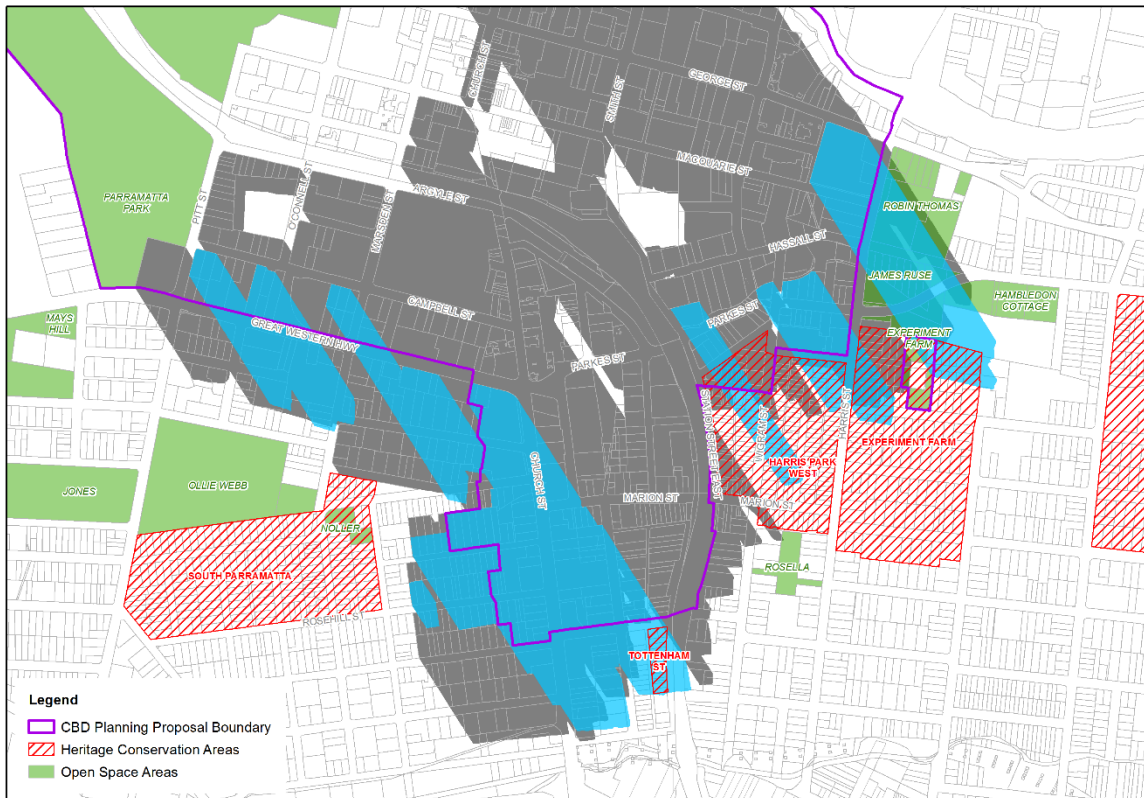 CHURCH ST
SMITH ST
GEORGE ST
MACQUARIE ST
ARGYLE ST
PARRAMATTA
PARK
PITT ST
O'CONNELL ST
MARSDEN ST
ROBIN THOMAS
HASSALL ST
JAMES RUSE
HAMBLEDON
COTTAGE
MAYS
HILL
CAMPBELL ST
GREAT WESTERN HWY
PARKES ST
PARKES ST
EXPERIMENT
FARM
STATION STREET EAST
WIGRAM ST
HARRIS ST
EXPERIMENT FARM
HARRIS PARK
WEST
JONES
OLLIE WEBB
NOLLER
CHURCH ST
MARION ST
MARION ST
ROSELLA
SOUTH PARRAMATTA
ROSEHILL ST
TOTTENHAM
ST
Legend
CBD Planning Proposal Boundary
Heritage Conservation Areas
Open Space Areas